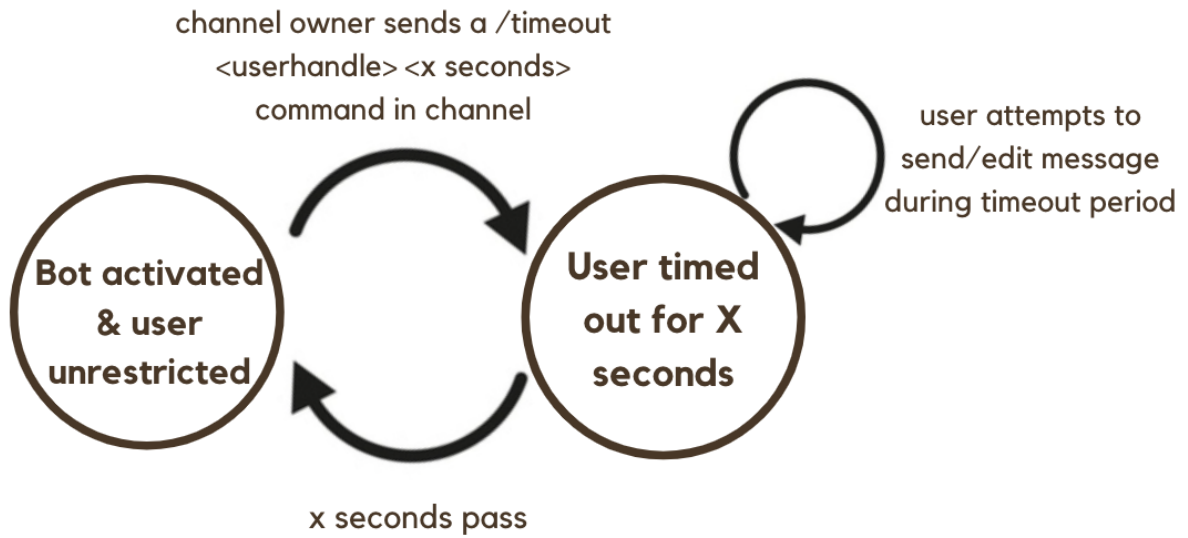 channel owner sends a /timeout
<userhandle> <x seconds>
command in channel
user attempts to
send/edit message
during timeout period
Bot activated
& user
unrestricted
User timed
out for X
seconds
x seconds pass